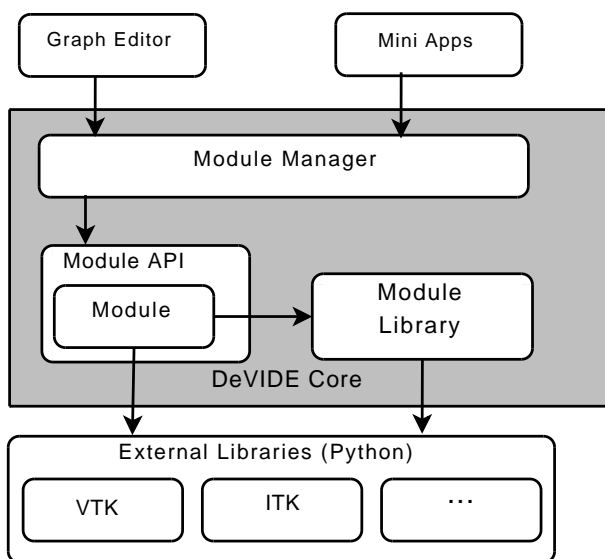 Graph Editor
Mini Apps
Module Manager
Module API
Module
Module
Library
DeVIDE Core
External Libraries (Python)
VTK
ITK
...